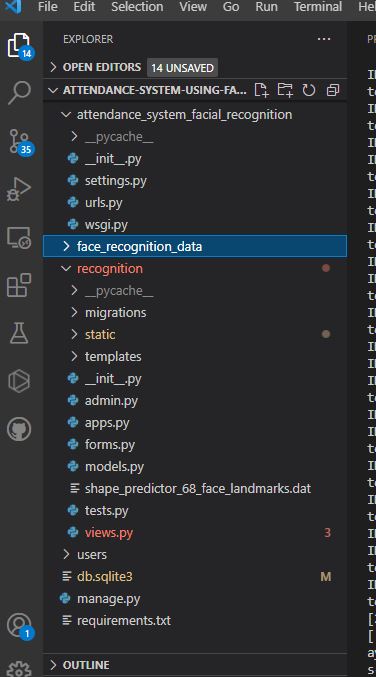 File Edit View Go Run Terminal Help
EXPLORER
OPEN EDITORS 14 UNSAVED
ATTENDANCE-SYSTEM-USING-FA...
attendance_system_facial_recognition
__pycache__
__init__.py
settings.py
urls.py
wsgi.py
face_recognition_data
recognition
__pycache__
migrations
static
templates
__init__.py
admin.py
apps.py
forms.py
models.py
shape_predictor_68_face_landmarks.dat
tests.py
views.py 3
users
db.sqlite3 M
manage.py
requirements.txt
OUTLINE
14
35
1